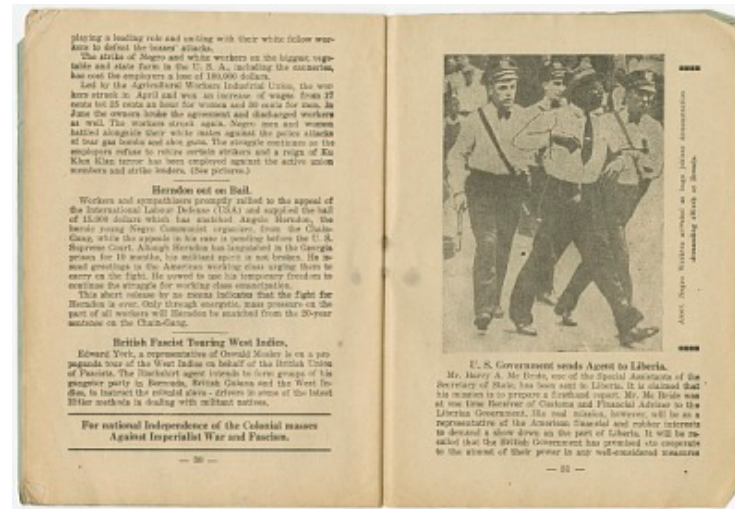 playing a leading role and uniting with their white fellow wor-
kers to defeat the bosses' attacks.
The strike of Negro and white workers on the biggest vege-
table and state farm in the U. S. A., including the canneries,
has cost the employers a loss of 100,000 dollars.
Led by the Agricultural Workers Industrial Union, the wor-
kers struck in April and won an increase of wages from 17
cents tot 25 cents an hour for women and 30 cents for men. In
June the owners broke the agreement and discharged workers
as well. The workers struck again. Negro men and women
battled alongside their white mates against the police attacks
of tear gas bombs and shot guns. The struggle continues as the
employers refuse to rehire certain strikers and a reign of Ku
Klux Klan terror has been employed against the active union
members and strike leaders. (See pictures.)
Herndon out on Bail.
Workers and sympathisers promptly rallied to the appeal of
the International Labour Defense (USA) and supplied the bail
of 15.000 dollars which has snatched Angelo Herndon, the
heroic young Negro Communist organizer, from the Chain-
Gang, while the appeals in his case is pending before the U. S.
Supreme Court. Altough Herndon has languished in the Georgia
prison for 19 months, his militant spirit is not broken. He is-
sued greetings to the American working class urging them to
carry on the fight. He vowed to use his temporary freedom to
continue the struggle for working class emancipation.
This short release by no means indicates that the fight for
Herndon is over. Only through energetic, mass pressure on the
part of all workers will Herndon be snatched from the 20-year
sentence on the Chain-Gang.
British Fascist Touring West Indies.
Edward York, a representative of Oswald Mosley is on a pro-
paganda tour of the West Indies on behalf of the British Union
of Fascists. The Blackshirt agent intends to form groups of his
gangster party in Bermuda, British Guiana and the West In-
dies, to instruct the colonial slave-drivers in some of the latest
Hitler methods in dealing with militant natives.
For national Independence of the Colonial masses
Against Imperialist War and Fascism.
— 30 —
Amer. Negro Workers arrested as huge jobless demonstration
U. S. Government sends Agent to Liberia.
Mr. Harry A. Mc Bride, one of the Special Assistants of the
Secretary of State, has been sent to Liberia. It is claimed that
his mission is to prepare a firsthand report. Mr. Mc Bride was
at one time Receiver of Customs and Financial Adviser to the
Liberian Government. His real mission, however, will be as a
representative of the American financial and rubber interests
to demand a show down on the part of Liberia. It will be re-
called that the British Government has promised to cooperate
to the utmost of their power in any well-considered measures
— 31 —